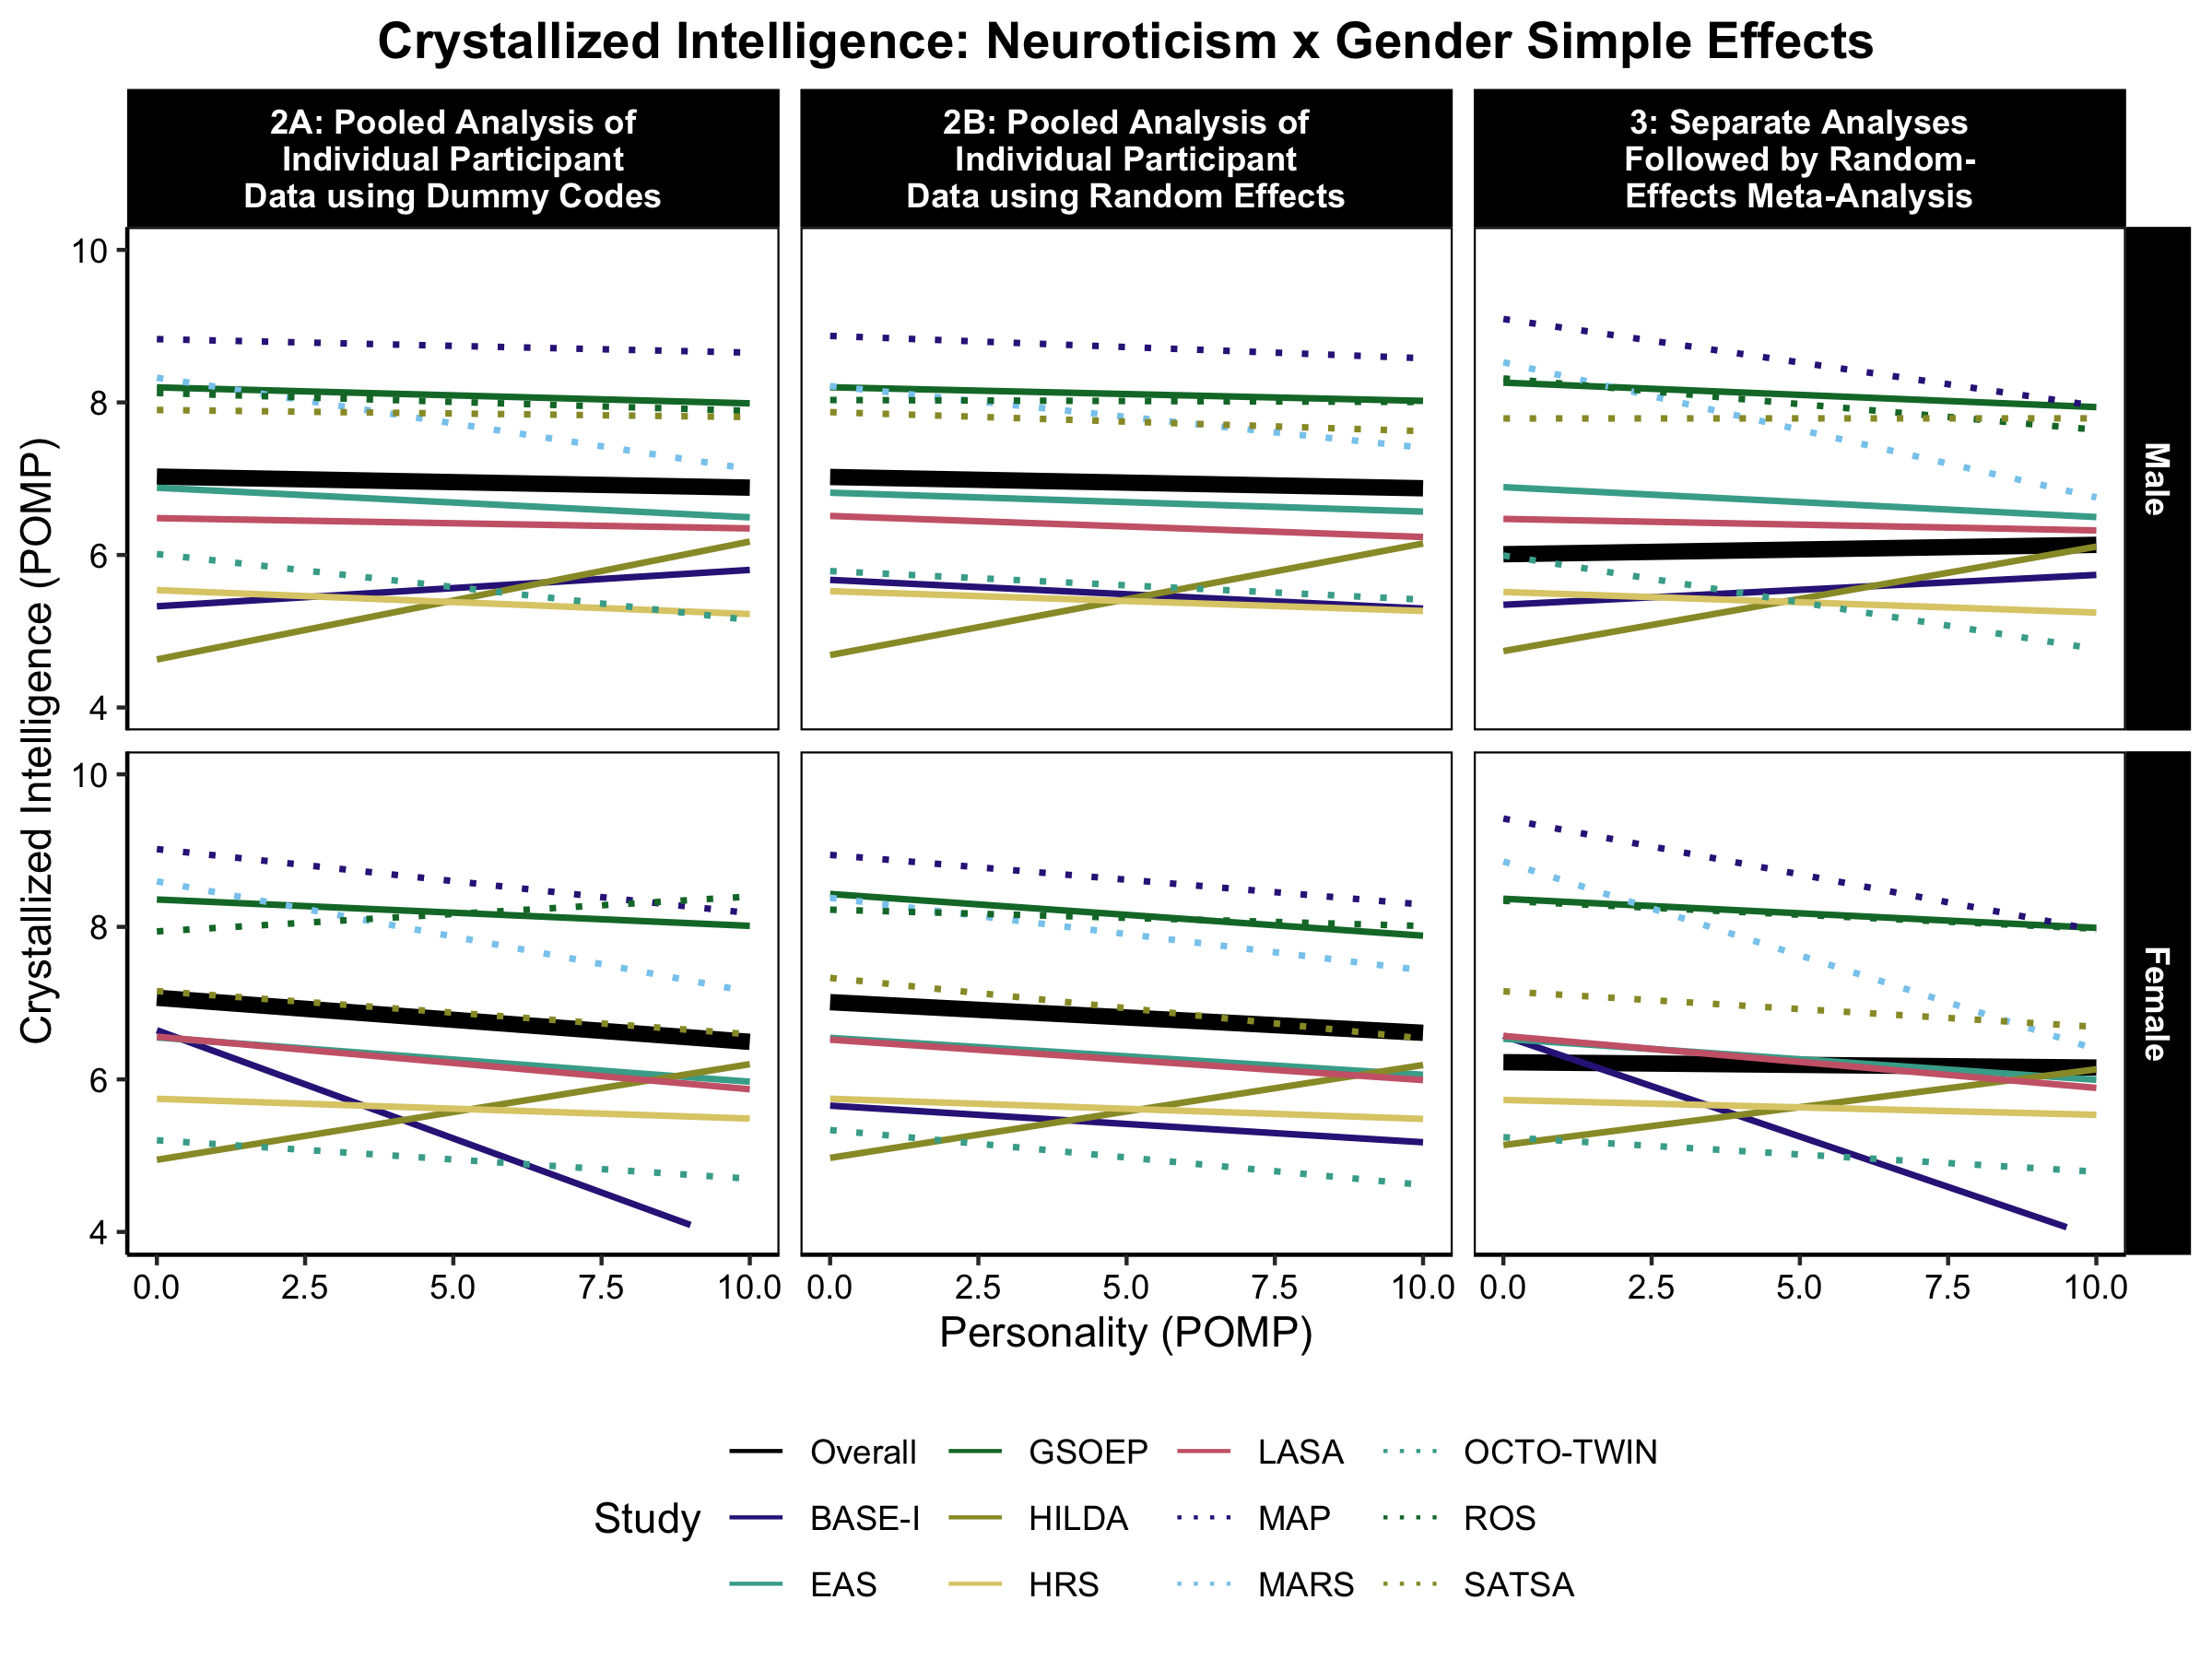 Crystallized Intelligence: Neuroticism x Gender Simple Effects
2A: Pooled Analysis of
Individual Participant
Data using Dummy Codes
2B: Pooled Analysis of
Individual Participant
Data using Random Effects
3: Separate Analyses
Followed by Random-
Effects Meta-Analysis
Crystallized Intelligence (POMP)
10
8
6
4
Male
10
8
6
4
Female
0.0 2.5 5.0 7.5 10.0
0.0 2.5 5.0 7.5 10.0
0.0 2.5 5.0 7.5 10.0
Personality (POMP)
Study
Overall GSOEP LASA OCTO-TWIN
BASE-I HILDA MAP ROS
EAS HRS MARS SATSA